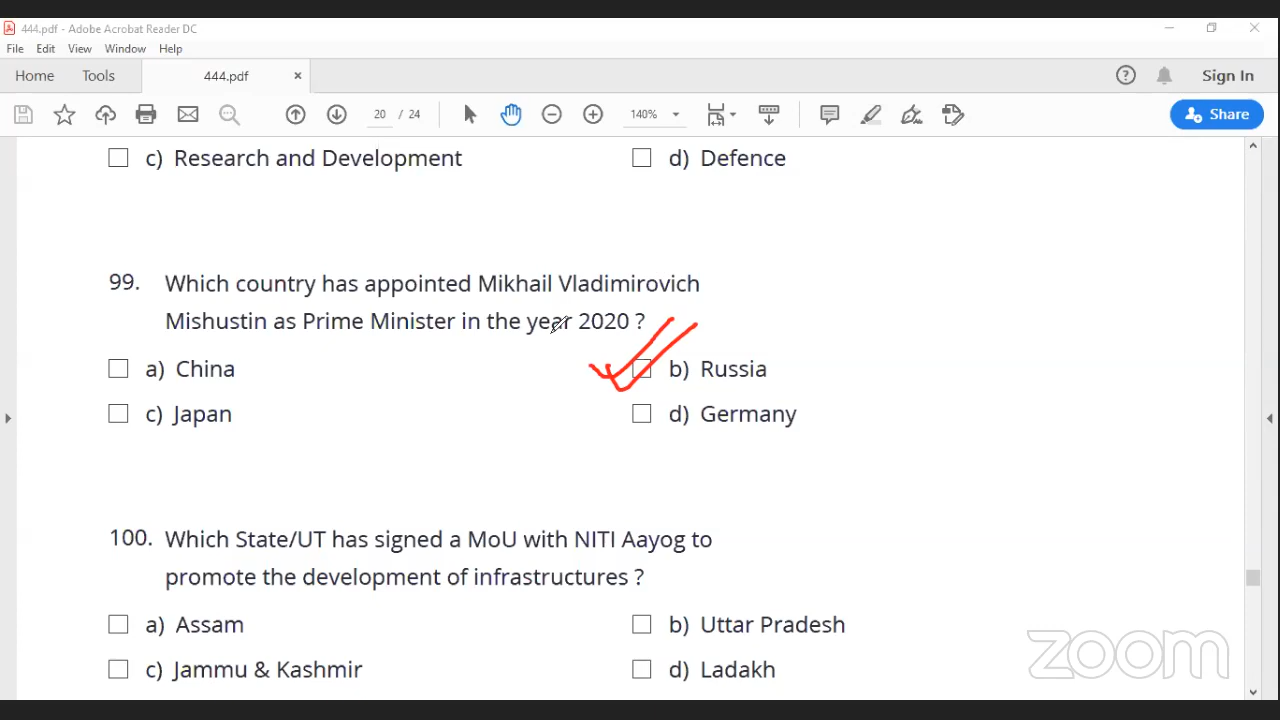 444.pdf - Adobe Acrobat Reader DC
File Edit View Window Help
Home Tools 444.pdf × Sign In
20 / 24 140% Share
c) Research and Development d) Defence
99. Which country has appointed Mikhail Vladimirovich
Mishustin as Prime Minister in the year 2020 ?
a) China b) Russia
c) Japan d) Germany
100. Which State/UT has signed a MoU with NITI Aayog to
promote the development of infrastructures ?
a) Assam b) Uttar Pradesh
c) Jammu & Kashmir d) Ladakh
zoom